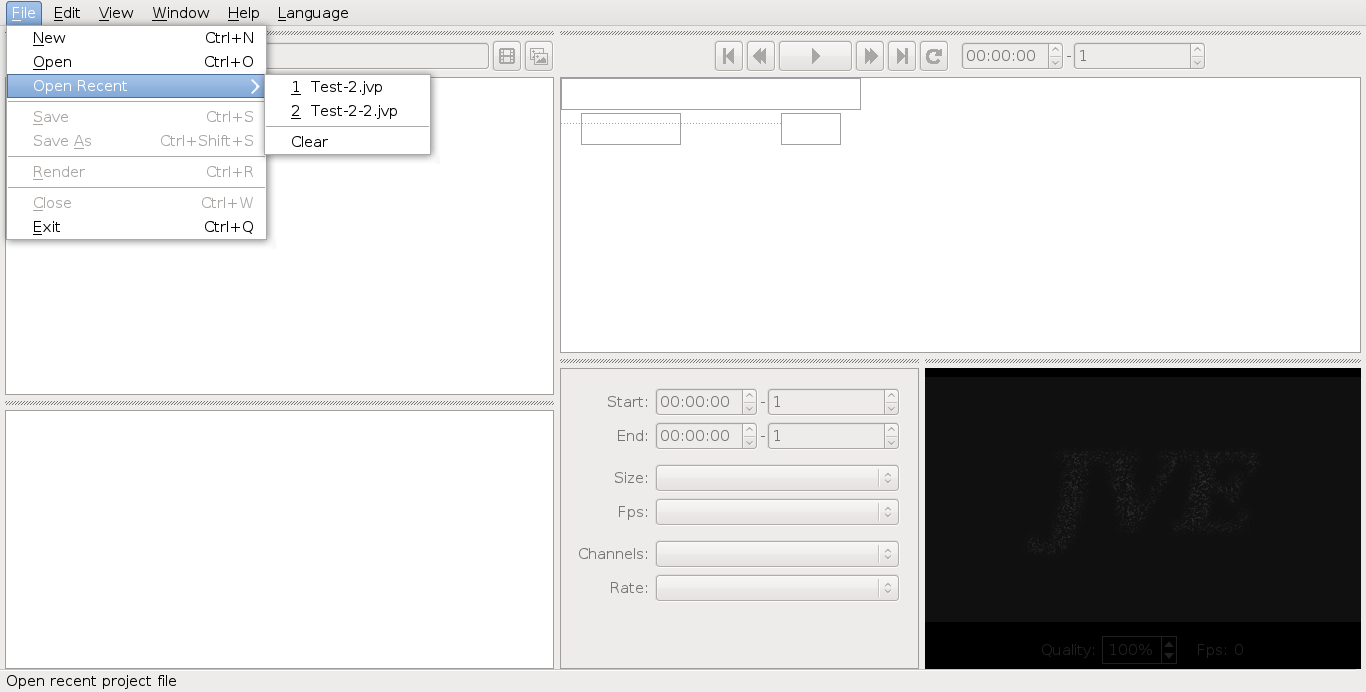 File Edit View Window Help Language
New Ctrl+N
Open Ctrl+O
Open Recent
Save Ctrl+S
Save As Ctrl+Shift+S
Render Ctrl+R
Close Ctrl+W
Exit Ctrl+Q
1 Test-2.jvp
2 Test-2-2.jvp
Clear
00:00:00 - 1
Start: 00:00:00 - 1
End: 00:00:00 - 1
Size:
Fps:
Channels:
Rate:
JVE
Quality: 100% Fps: 0
Open recent project file